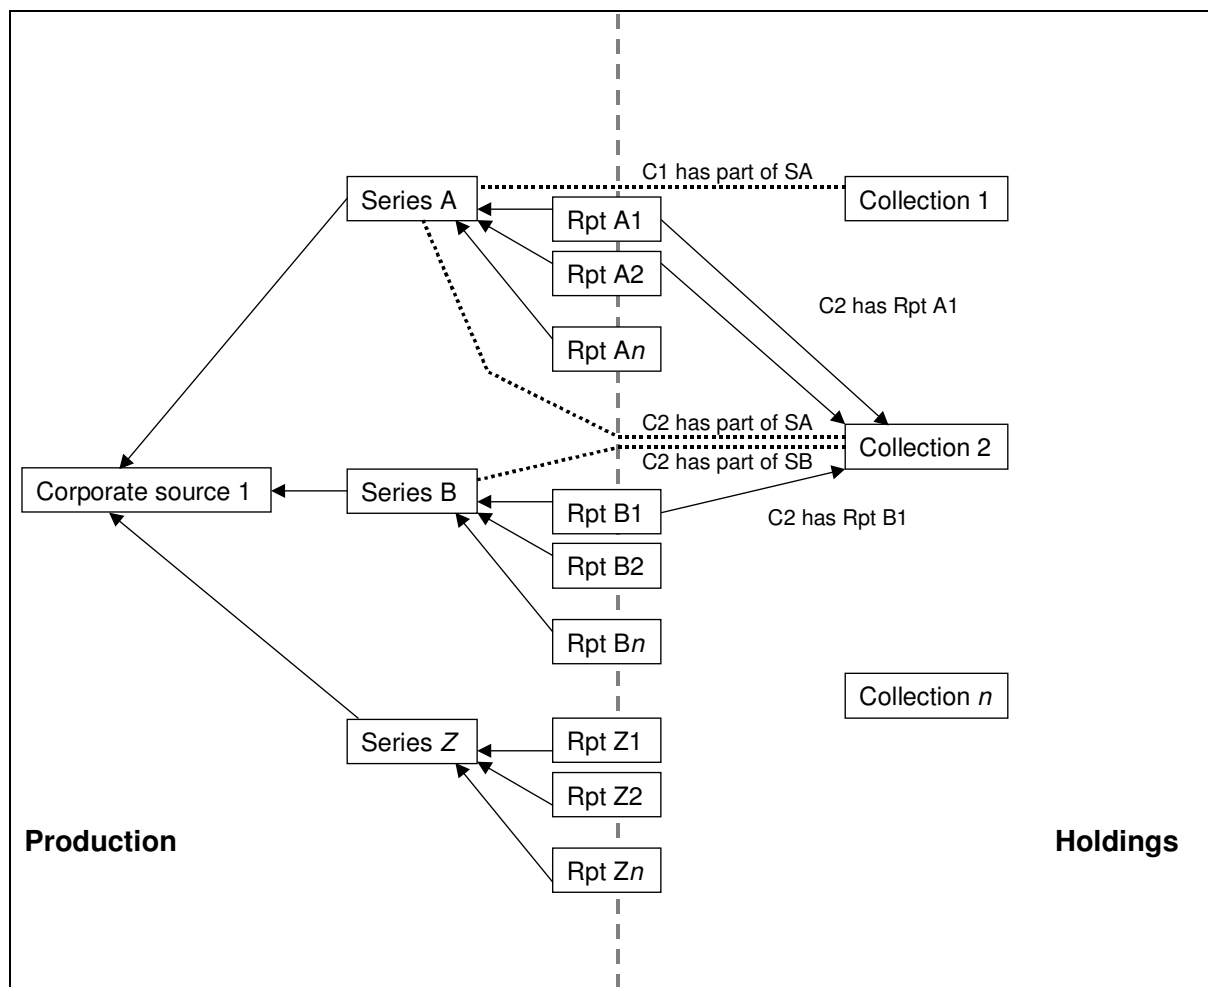 C1 has part of SA
Series A
Collection 1
Rpt A1
Rpt A2
C2 has Rpt A1
Rpt An
C2 has part of SA
Collection 2
C2 has part of SB
Corporate source 1
Series B
Rpt B1
C2 has Rpt B1
Rpt B2
Rpt Bn
Collection n
Series Z
Rpt Z1
Rpt Z2
Production
Holdings
Rpt Zn